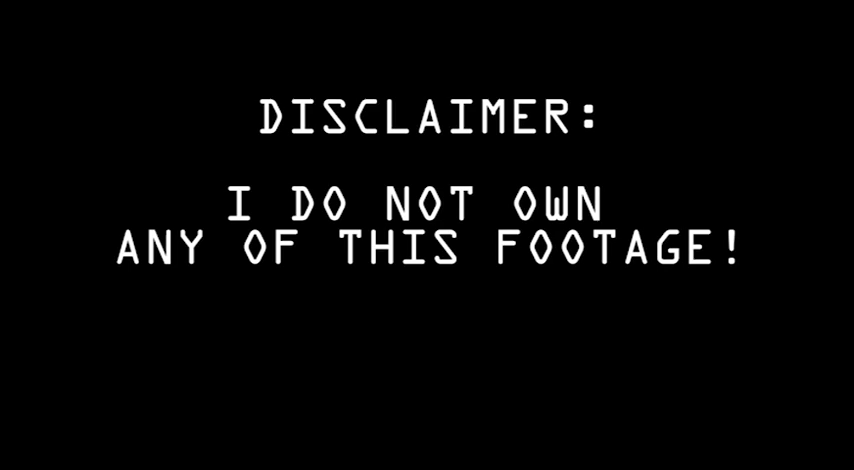 DISCLAIMER:
I DO NOT OWN
ANY OF THIS FOOTAGE!